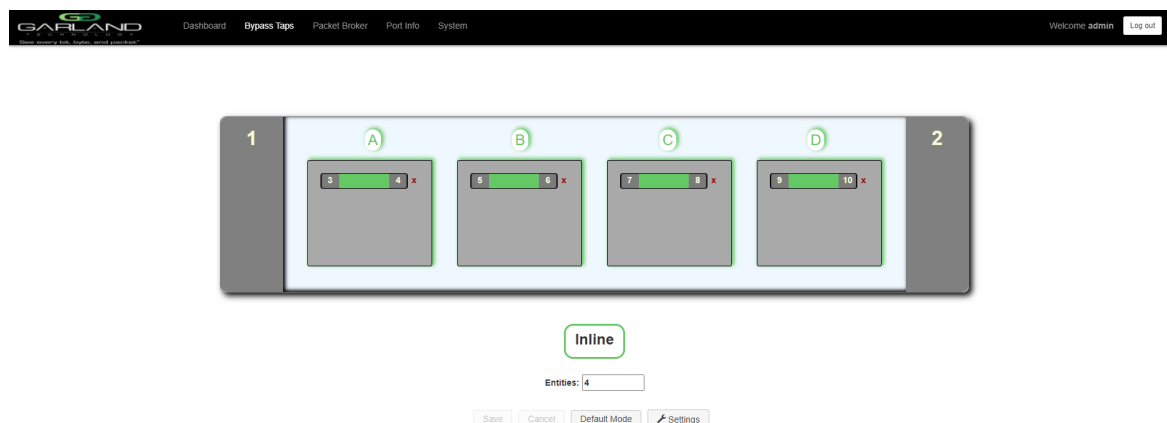 GARLAND
TECHNOLOGY
See every bit, byte, and packet®
Dashboard Bypass Taps Packet Broker Port Info System
Welcome admin Log out
1 A B C D 2
3 4 x 5 6 x 7 8 x 9 10 x
Inline
Entities: 4
Save Cancel Default Mode Settings